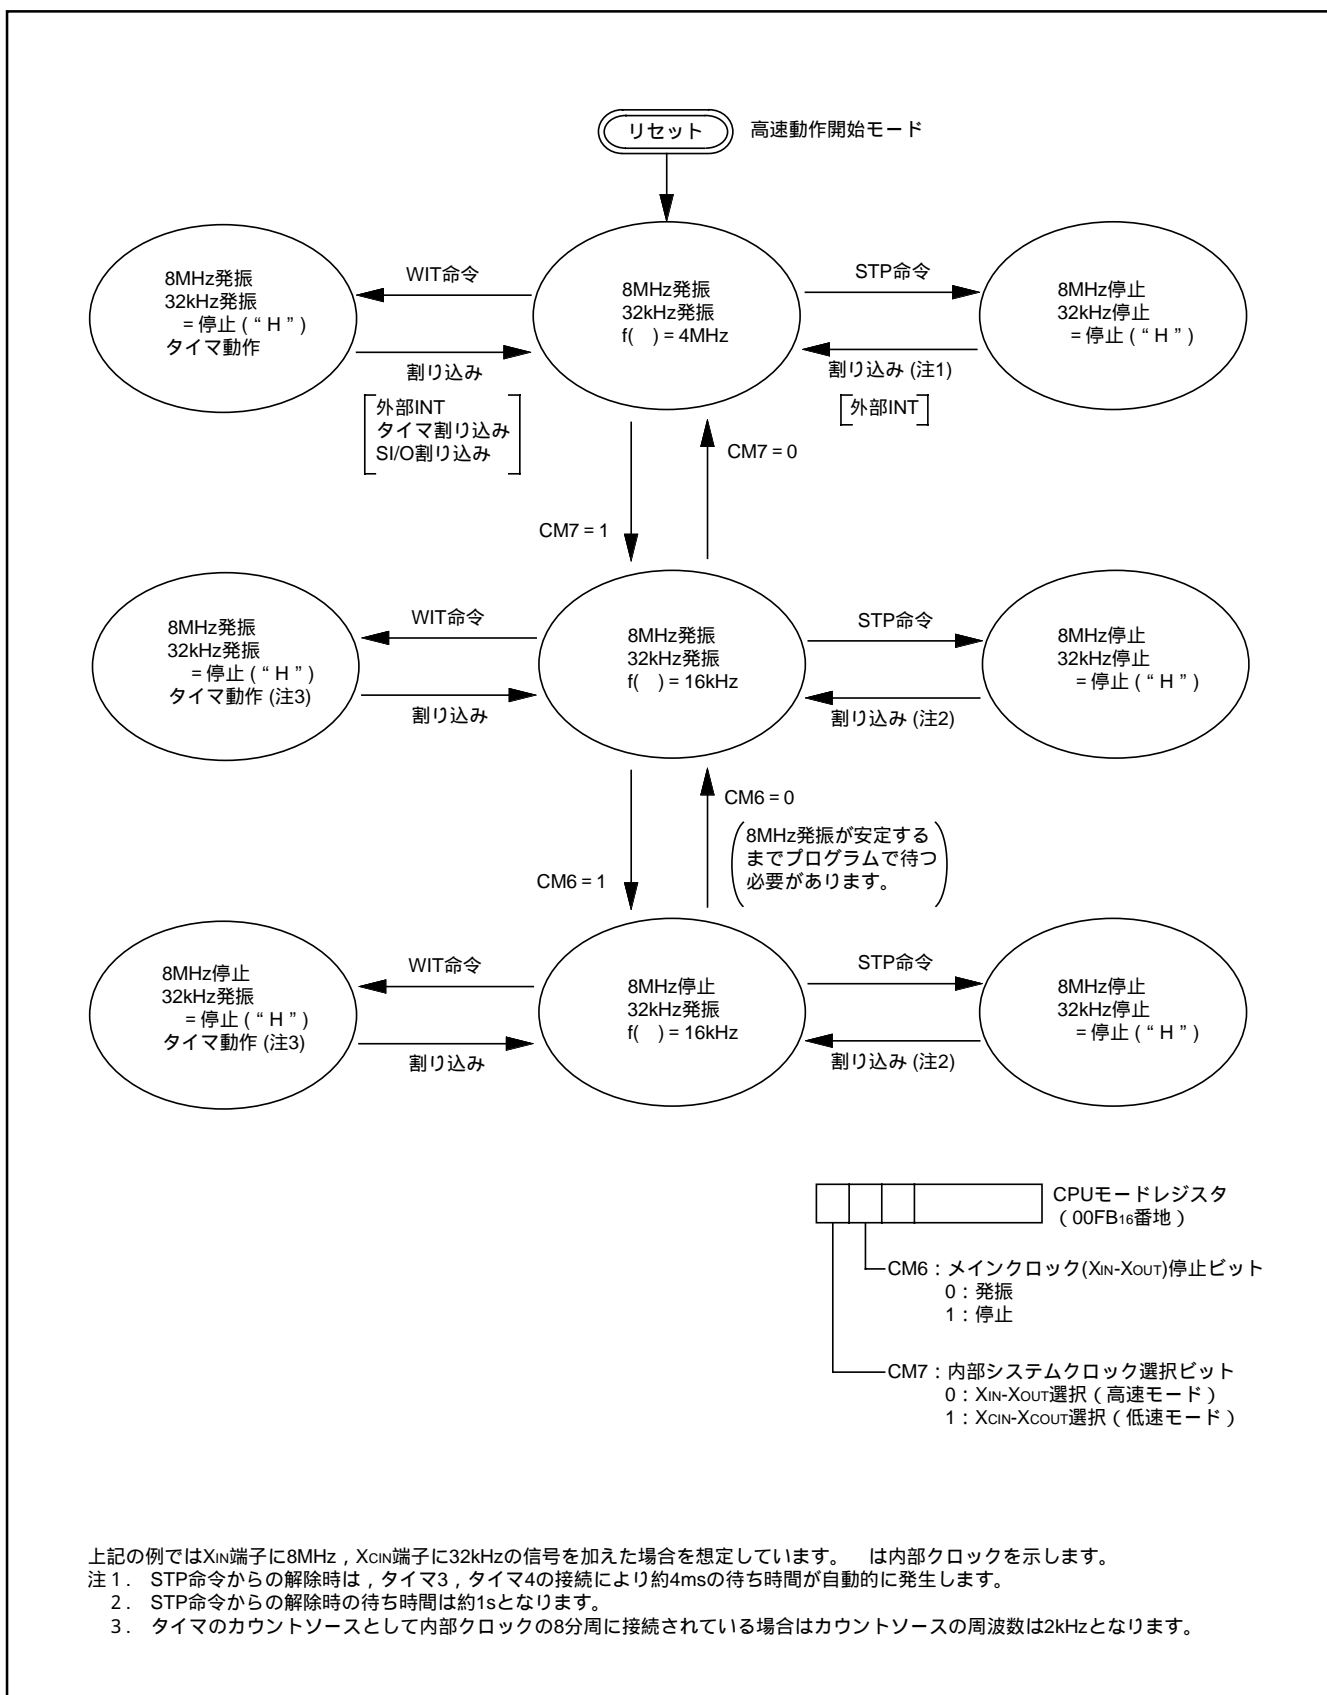 リセット
高速動作開始モード
8MHz発振
32kHz発振
= 停止 ( “ H ” )
タイマ動作
WIT命令
割り込み
外部INT
タイマ割り込み
SI/O割り込み
8MHz発振
32kHz発振
f( ) = 4MHz
STP命令
割り込み (注1)
外部INT
8MHz停止
32kHz停止
= 停止 ( “ H ” )
CM7 = 1
CM7 = 0
8MHz発振
32kHz発振
= 停止 ( “ H ” )
タイマ動作 (注3)
WIT命令
割り込み
8MHz発振
32kHz発振
f( ) = 16kHz
STP命令
割り込み (注2)
8MHz停止
32kHz停止
= 停止 ( “ H ” )
CM6 = 1
CM6 = 0
8MHz発振が安定する
までプログラムで待つ
必要があります。
8MHz停止
32kHz発振
= 停止 ( “ H ” )
タイマ動作 (注3)
WIT命令
割り込み
8MHz停止
32kHz発振
f( ) = 16kHz
STP命令
割り込み (注2)
8MHz停止
32kHz停止
= 停止 ( “ H ” )
CPUモードレジスタ
( 00FB16番地 )
CM6 : メインクロック(XIN-XOUT)停止ビット
0 : 発振
1 : 停止
CM7 : 内部システムクロック選択ビット
0 : XIN-XOUT選択 ( 高速モード )
1 : XCIN-XCOUT選択 ( 低速モード )
上記の例ではXIN端子に8MHz , XCIN端子に32kHzの信号を加えた場合を想定しています。 は内部クロックを示します。
注 1 . STP命令からの解除時は , タイマ3 , タイマ4の接続により約4msの待ち時間が自動的に発生します。
2 . STP命令からの解除時の待ち時間は約1sとなります。
3 . タイマのカウントソースとして内部クロックの8分周に接続されている場合はカウントソースの周波数は2kHzとなります。